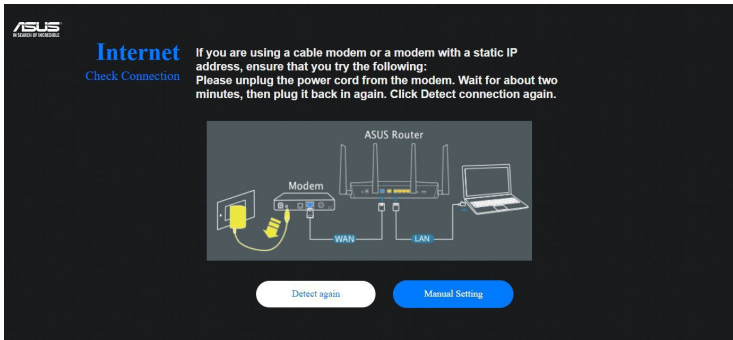 ASUS
IN SEARCH OF INCREDIBLE
Internet
Check Connection
If you are using a cable modem or a modem with a static IP
address, ensure that you try the following:
Please unplug the power cord from the modem. Wait for about two
minutes, then plug it back in again. Click Detect connection again.
ASUS Router
Modem
WAN
LAN
Detect again
Manual Setting